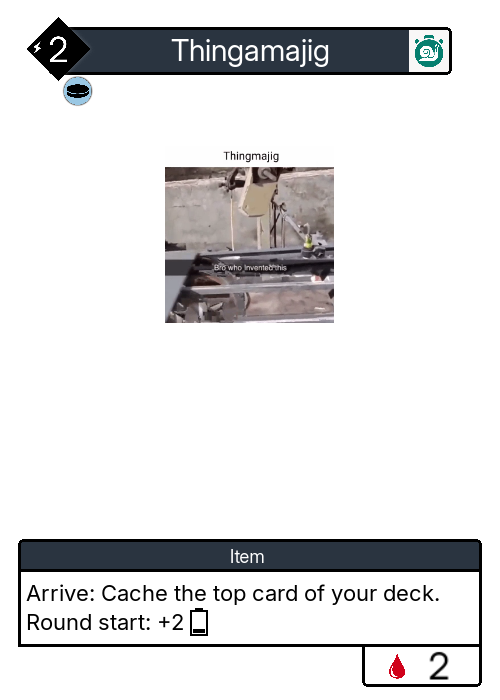 2
Thingamajig
Thingmajig
Bro who invented this
Item
Arrive: Cache the top card of your deck.
Round start: +2
2